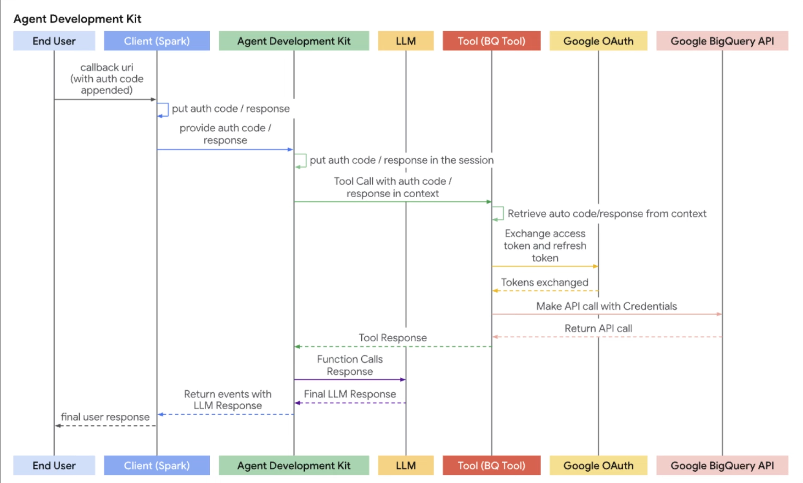 Agent Development Kit
End User
Client (Spark)
Agent Development Kit
LLM
Tool (BQ Tool)
Google OAuth
Google BigQuery API
callback uri
(with auth code
appended)
put auth code / response
provide auth code /
response
put auth code / response in the session
Tool Call with auth code /
response in context
Retrieve auto code/response from context
Exchange access
token and refresh
token
Tokens exchanged
Make API call with Credentials
Return API call
Tool Response
Function Calls
Response
Final LLM Response
Return events with
LLM Response
final user response
End User
Client (Spark)
Agent Development Kit
LLM
Tool (BQ Tool)
Google OAuth
Google BigQuery API